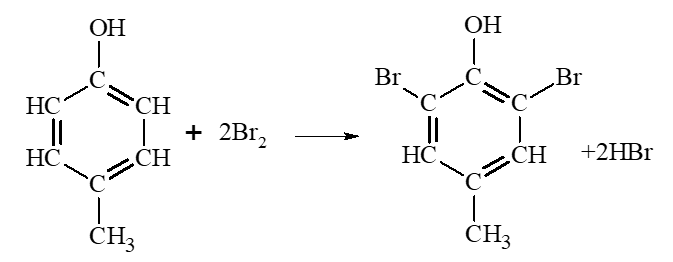 OH OH
Br C Br
C C C
HC CH
HC CH + 2Br2 HC CH +2HBr
C C
CH3 CH3